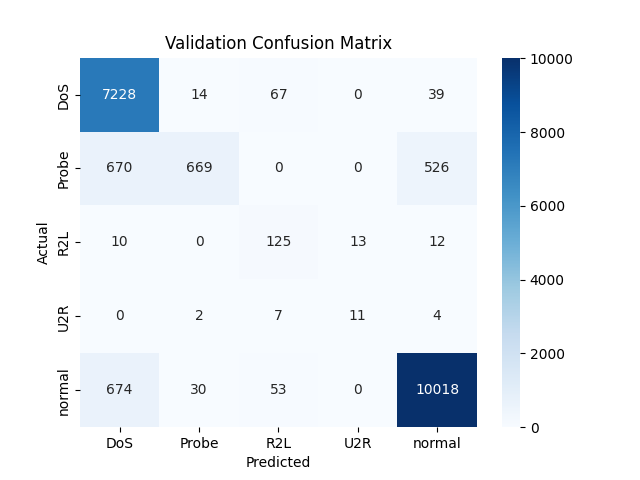 Validation Confusion Matrix
Actual
DoS 7228 14 67 0 39
Probe 670 669 0 0 526
R2L 10 0 125 13 12
U2R 0 2 7 11 4
normal 674 30 53 0 10018
DoS Probe R2L U2R normal
Predicted
10000
8000
6000
4000
2000
0